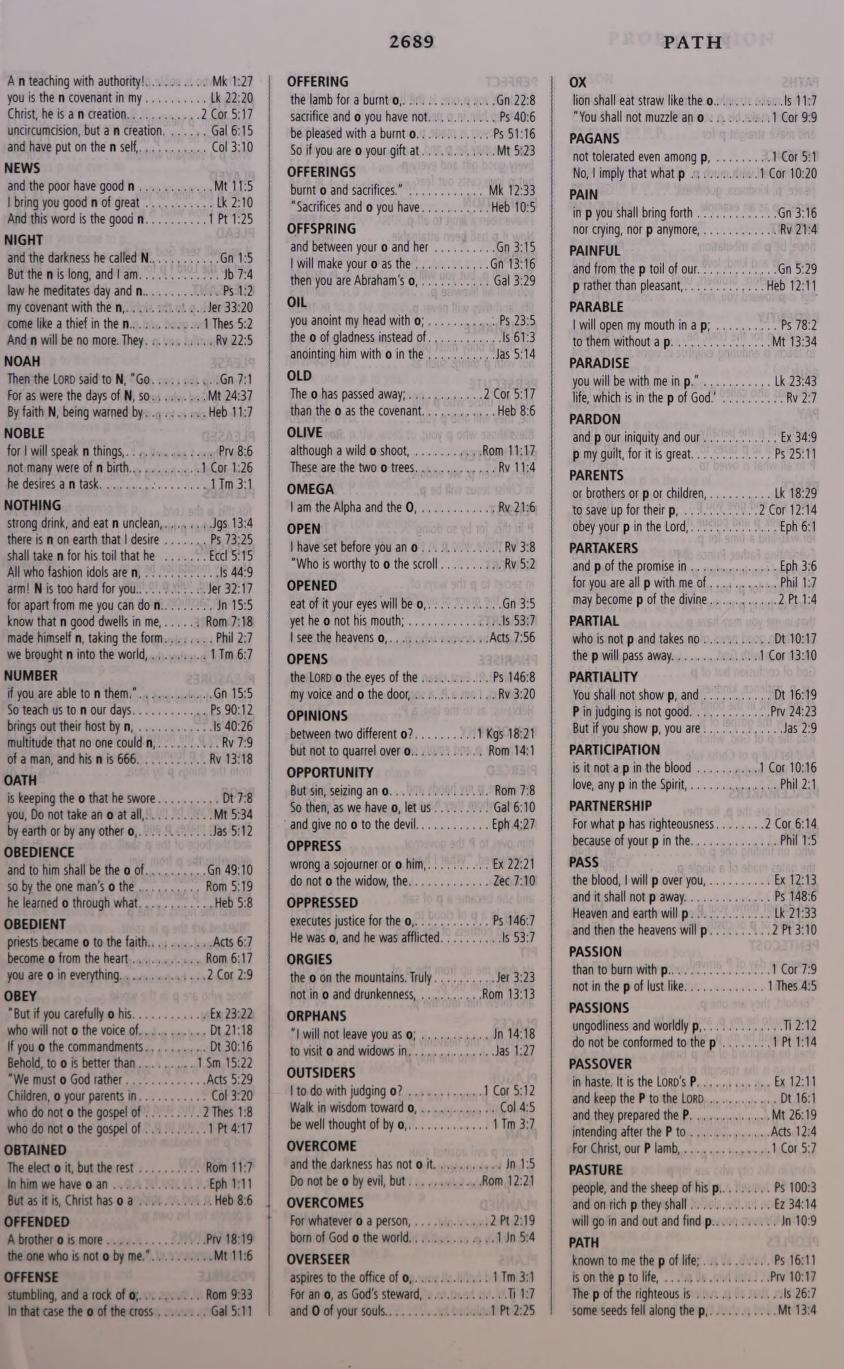 2689
PATH
A n teaching with authority!.......... Mk 1:27
you is the n covenant in my.......... Lk 22:20
Christ, he is a n creation............2 Cor 5:17
uncircumcision, but a n creation....... Gal 6:15
and have put on the n self,........... Col 3:10
NEWS
and the poor have good n............Mt 11:5
I bring you good n of great........... Lk 2:10
And this word is the good n..........1 Pt 1:25
NIGHT
and the darkness he called N...........Gn 1:5
But the n is long, and I am............ Jb 7:4
law he meditates day and n............ Ps 1:2
my covenant with the n,............Jer 33:20
come like a thief in the n............1 Thes 5:2
And n will be no more. They.......... Rv 22:5
NOAH
Then the LORD said to N, "Go..........Gn 7:1
For as were the days of N, so........Mt 24:37
By faith N, being warned by..........Heb 11:7
NOBLE
for I will speak n things,.............. Prv 8:6
not many were of n birth............1 Cor 1:26
he desires a n task.................1 Tm 3:1
NOTHING
strong drink, and eat n unclean,........Jgs 13:4
there is n on earth that I desire....... Ps 73:25
shall take n for his toil that he....... Eccl 5:15
All who fashion idols are n,............Is 44:9
arm! N is too hard for you...........Jer 32:17
for apart from me you can do n........ Jn 15:5
know that n good dwells in me,...... Rom 7:18
made himself n, taking the form........ Phil 2:7
we brought n into the world,..........1 Tm 6:7
NUMBER
if you are able to n them.".............Gn 15:5
So teach us to n our days............ Ps 90:12
brings out their host by n,............Is 40:26
multitude that no one could n,......... Rv 7:9
of a man, and his n is 666........... Rv 13:18
OATH
is keeping the o that he swore.......... Dt 7:8
you, Do not take an o at all,..........Mt 5:34
by earth or by any other o,............Jas 5:12
OBEDIENCE
and to him shall be the o of..........Gn 49:10
so by the one man's o the.......... Rom 5:19
he learned o through what............Heb 5:8
OBEDIENT
priests became o to the faith...........Acts 6:7
become o from the heart........... Rom 6:17
you are o in everything..............2 Cor 2:9
OBEY
"But if you carefully o his........... Ex 23:22
who will not o the voice of........... Dt 21:18
If you o the commandments.......... Dt 30:16
Behold, to o is better than..........1 Sm 15:22
"We must o God rather.............Acts 5:29
Children, o your parents in........... Col 3:20
who do not o the gospel of.........2 Thes 1:8
who do not o the gospel of..........1 Pt 4:17
OBTAINED
The elect o it, but the rest.......... Rom 11:7
In him we have o an............... Eph 1:11
But as it is, Christ has o a............Heb 8:6
OFFENDED
A brother o is more...............Prv 18:19
the one who is not o by me."..........Mt 11:6
OFFENSE
stumbling, and a rock of o;.......... Rom 9:33
In that case the o of the cross........ Gal 5:11
OFFERING
the lamb for a burnt o,..............Gn 22:8
sacrifice and o you have not........... Ps 40:6
be pleased with a burnt o............ Ps 51:16
So if you are o your gift at............Mt 5:23
OFFERINGS
burnt o and sacrifices."............ Mk 12:33
"Sacrifices and o you have...........Heb 10:5
OFFSPRING
and between your o and her..........Gn 3:15
I will make your o as the............Gn 13:16
then you are Abraham's o,.......... Gal 3:29
OIL
you anoint my head with o;........... Ps 23:5
the o of gladness instead of............Is 61:3
anointing him with o in the...........Jas 5:14
OLD
The o has passed away;............2 Cor 5:17
than the o as the covenant............Heb 8:6
OLIVE
although a wild o shoot,...........Rom 11:17
These are the two o trees............. Rv 11:4
OMEGA
I am the Alpha and the O,............ Rv 21:6
OPEN
I have set before you an o............. Rv 3:8
"Who is worthy to o the scroll.......... Rv 5:2
OPENED
eat of it your eyes will be o,............Gn 3:5
yet he o not his mouth;...............Is 53:7
I see the heavens o,................Acts 7:56
OPENS
the LORD o the eyes of the........... Ps 146:8
my voice and o the door,............. Rv 3:20
OPINIONS
between two different o?..........1 Kgs 18:21
but not to quarrel over o............ Rom 14:1
OPPORTUNITY
But sin, seizing an o................ Rom 7:8
So then, as we have o, let us......... Gal 6:10
and give no o to the devil............Eph 4:27
OPPRESS
wrong a sojourner or o him,.......... Ex 22:21
do not o the widow, the............. Zec 7:10
OPPRESSED
executes justice for the o,............ Ps 146:7
He was o, and he was afflicted..........Is 53:7
ORGIES
the o on the mountains. Truly..........Jer 3:23
not in o and drunkenness,..........Rom 13:13
ORPHANS
"I will not leave you as o;............ Jn 14:18
to visit o and widows in..............Jas 1:27
OUTSIDERS
I to do with judging o?............1 Cor 5:12
Walk in wisdom toward o,............ Col 4:5
be well thought of by o,.............1 Tm 3:7
OVERCOME
and the darkness has not o it............ Jn 1:5
Do not be o by evil, but............Rom 12:21
OVERCOMES
For whatever o a person,............2 Pt 2:19
born of God o the world..............1 Jn 5:4
OVERSEER
aspires to the office of o,.............1 Tm 3:1
For an o, as God's steward,..............Ti 1:7
and O of your souls.................1 Pt 2:25
OX
lion shall eat straw like the o............Is 11:7
"You shall not muzzle an o..........1 Cor 9:9
PAGANS
not tolerated even among p,.........1 Cor 5:1
No, I imply that what p...........1 Cor 10:20
PAIN
in p you shall bring forth.............Gn 3:16
nor crying, nor p anymore,............ Rv 21:4
PAINFUL
and from the p toil of our.............Gn 5:29
p rather than pleasant,.............Heb 12:11
PARABLE
I will open my mouth in a p;.......... Ps 78:2
to them without a p................Mt 13:34
PARADISE
you will be with me in p."........... Lk 23:43
life, which is in the p of God.'.......... Rv 2:7
PARDON
and p our iniquity and our............ Ex 34:9
p my guilt, for it is great............. Ps 25:11
PARENTS
or brothers or p or children,.......... Lk 18:29
to save up for their p,.............2 Cor 12:14
obey your p in the Lord,.............. Eph 6:1
PARTAKERS
and p of the promise in.............. Eph 3:6
for you are all p with me of........... Phil 1:7
may become p of the divine...........2 Pt 1:4
PARTIAL
who is not p and takes no........... Dt 10:17
the p will pass away..............1 Cor 13:10
PARTIALITY
You shall not show p, and........... Dt 16:19
P in judging is not good.............Prv 24:23
But if you show p, you are.............Jas 2:9
PARTICIPATION
is it not a p in the blood...........1 Cor 10:16
love, any p in the Spirit,.............. Phil 2:1
PARTNERSHIP
For what p has righteousness........2 Cor 6:14
because of your p in the.............. Phil 1:5
PASS
the blood, I will p over you,.......... Ex 12:13
and it shall not p away.............. Ps 148:6
Heaven and earth will p............. Lk 21:33
and then the heavens will p..........2 Pt 3:10
PASSION
than to burn with p................1 Cor 7:9
not in the p of lust like.............1 Thes 4:5
PASSIONS
ungodliness and worldly p,.............Ti 2:12
do not be conformed to the p........1 Pt 1:14
PASSOVER
in haste. It is the LORD'S P............ Ex 12:11
and keep the P to the LORD............ Dt 16:1
and they prepared the P.............Mt 26:19
intending after the P to.............Acts 12:4
For Christ, our P lamb,..............1 Cor 5:7
PASTURE
people, and the sheep of his p........ Ps 100:3
and on rich p they shall............. Ez 34:14
will go in and out and find p.......... Jn 10:9
PATH
known to me the p of life;........... Ps 16:11
is on the p to life,.................Prv 10:17
The p of the righteous is..............Is 26:7
some seeds fell along the p,...........Mt 13:4